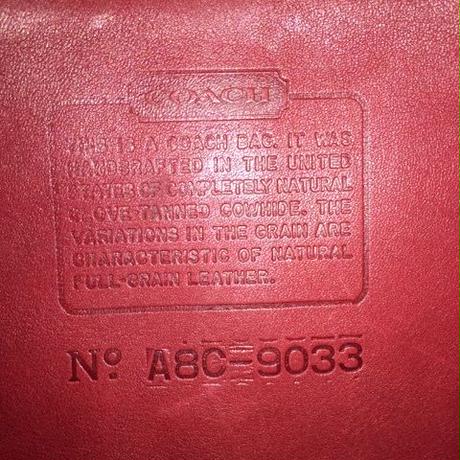 COACH
THIS IS A COACH BAG. IT WAS
HANDCRAFTED IN THE UNITED
STATES OF COMPLETELY NATURAL
GLOVE TANNED COWHIDE. THE
VARIATIONS IN THE GRAIN ARE
CHARACTERISTIC OF NATURAL
FULL-GRAIN LEATHER.
Nº A8C-9033